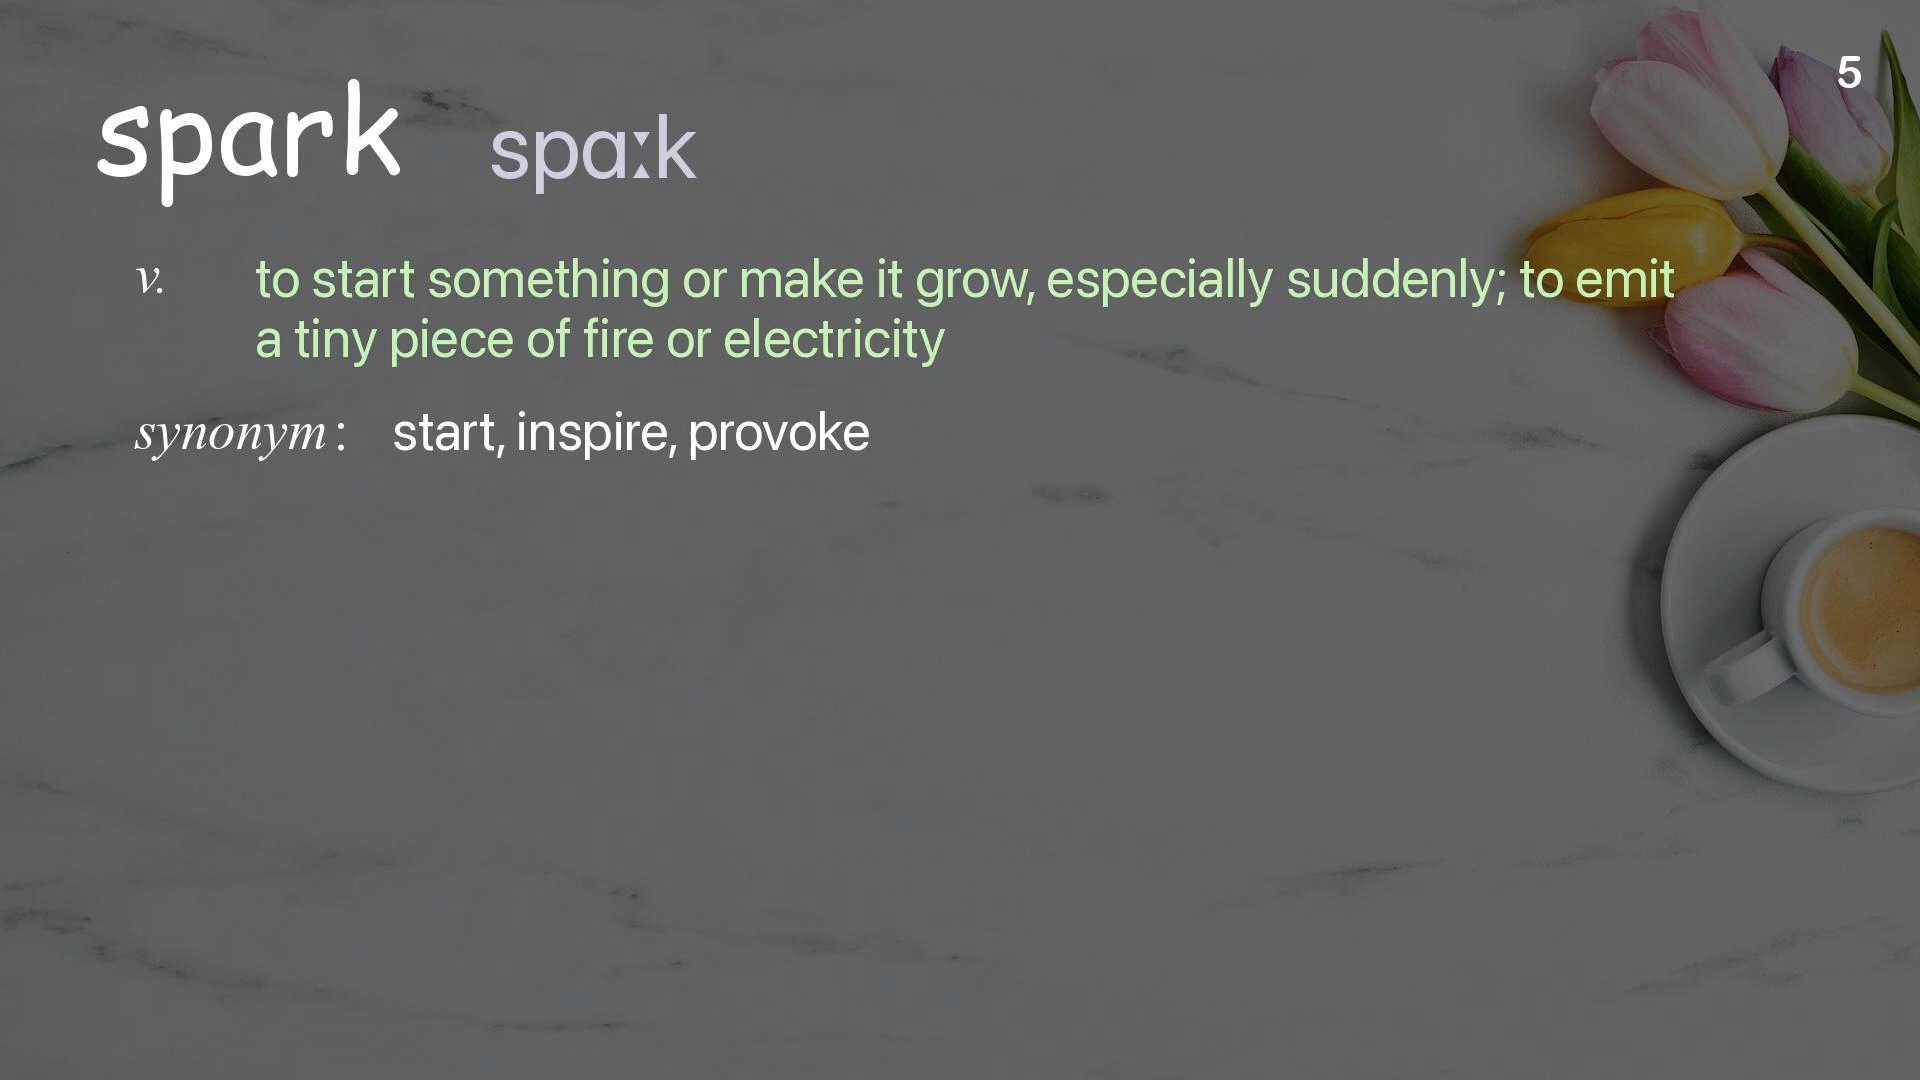 5
spark spɑːk
v. to start something or make it grow, especially suddenly; to emit
a tiny piece of fire or electricity
synonym : start, inspire, provoke